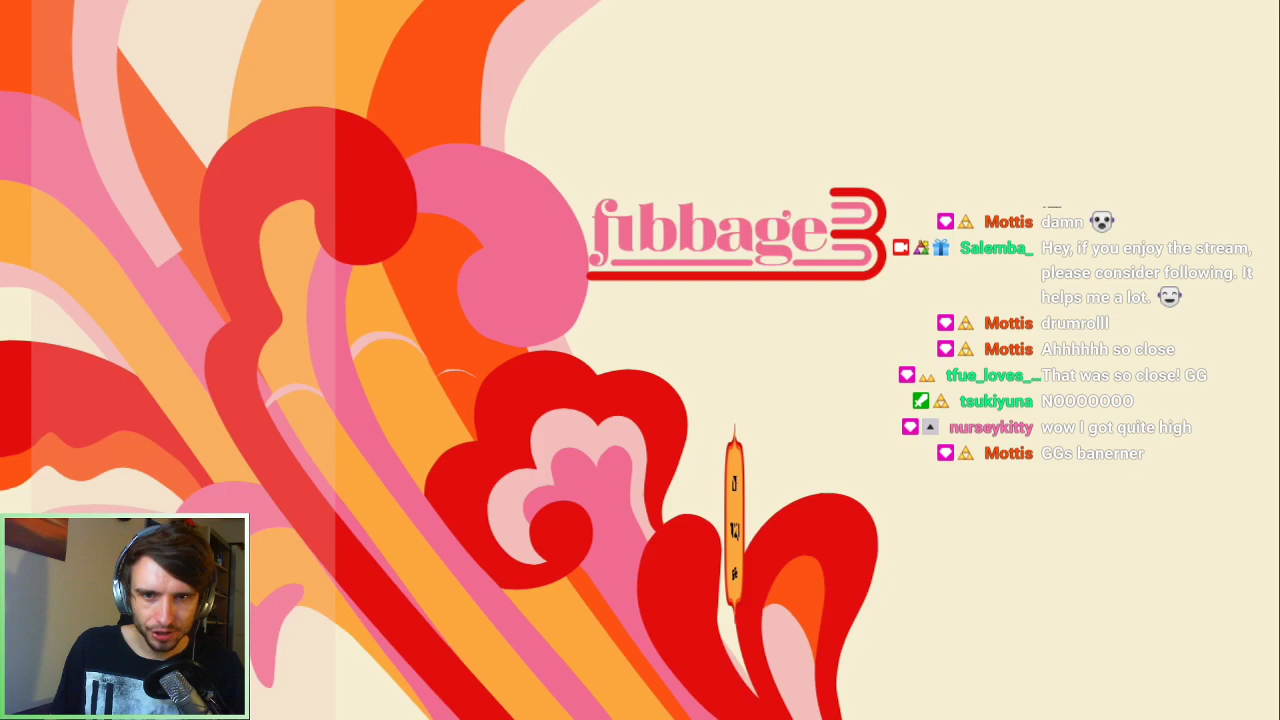 fibbage 3
Mottis damn
Salemba_ Hey, if you enjoy the stream,
please consider following. It
helps me a lot.
Mottis drumrolll
Mottis Ahhhhhh so close
tfue_loves_... That was so close! GG
tsukiyuna NOOOOOOO
nurseykitty wow I got quite high
Mottis GGs banerner